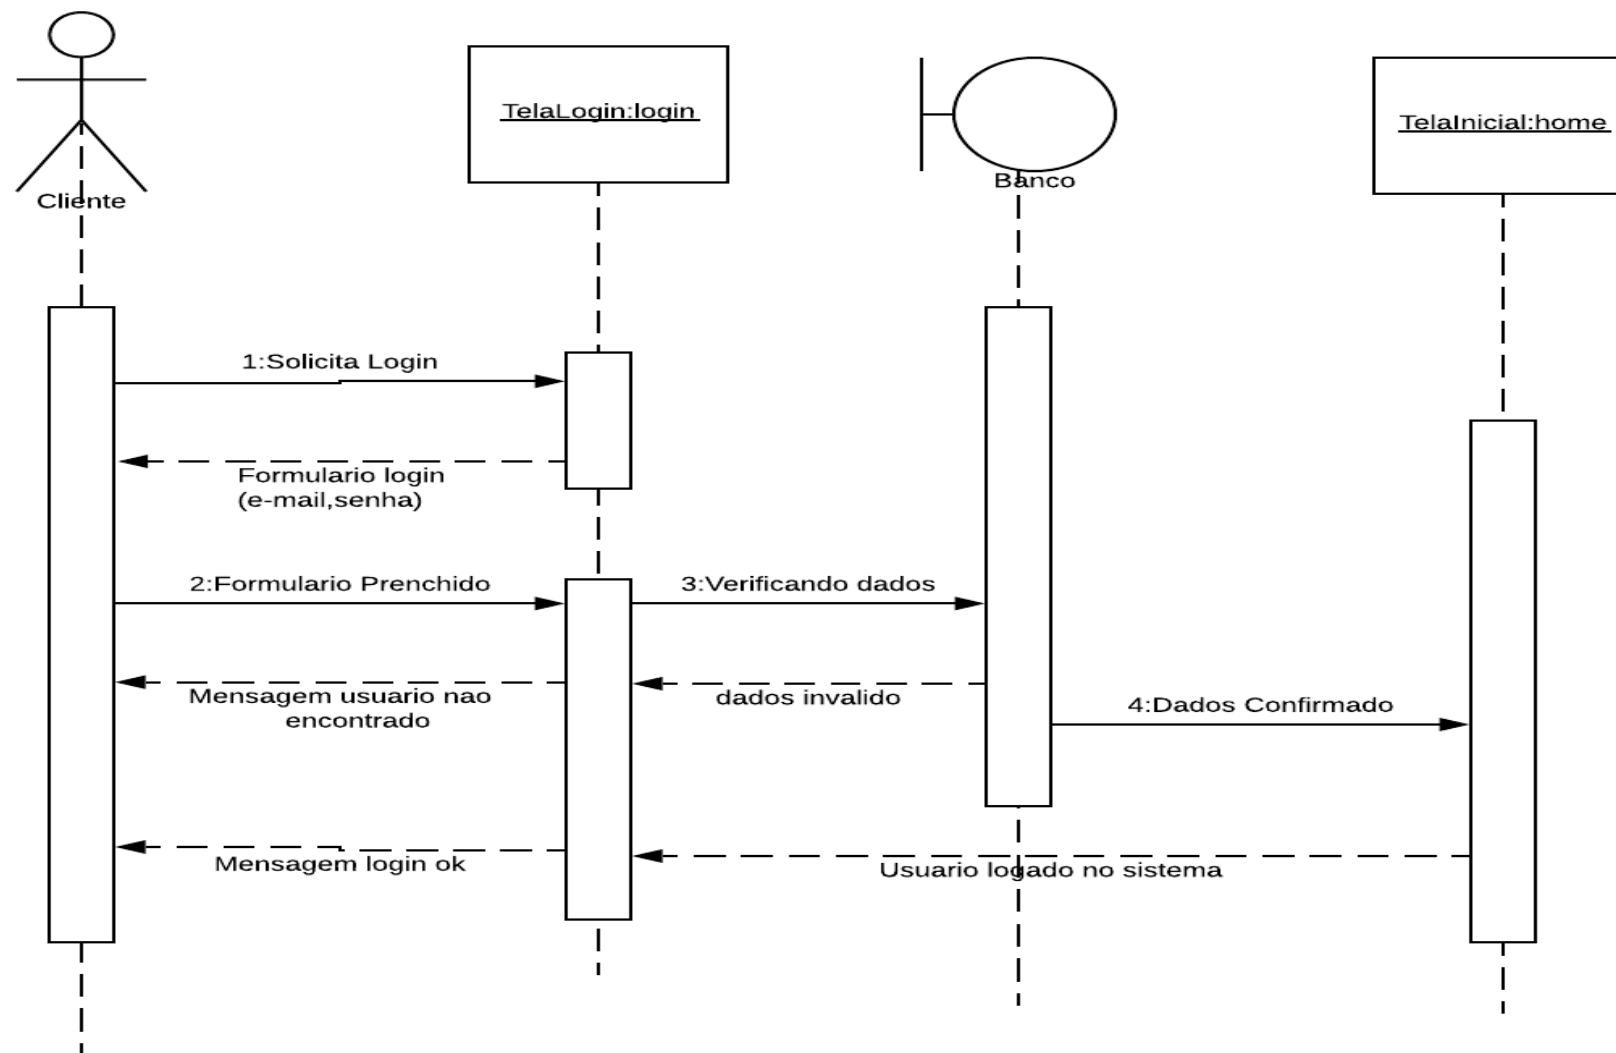 TelaLogin:login
TelaInicial:home
Banco
Cliente
1:Solicita Login
Formulario login
(e-mail,senha)
2:Formulario Prenchido
3:Verificando dados
Mensagem usuario nao
encontrado
dados invalido
4:Dados Confirmado
Mensagem login ok
Usuario logado no sistema